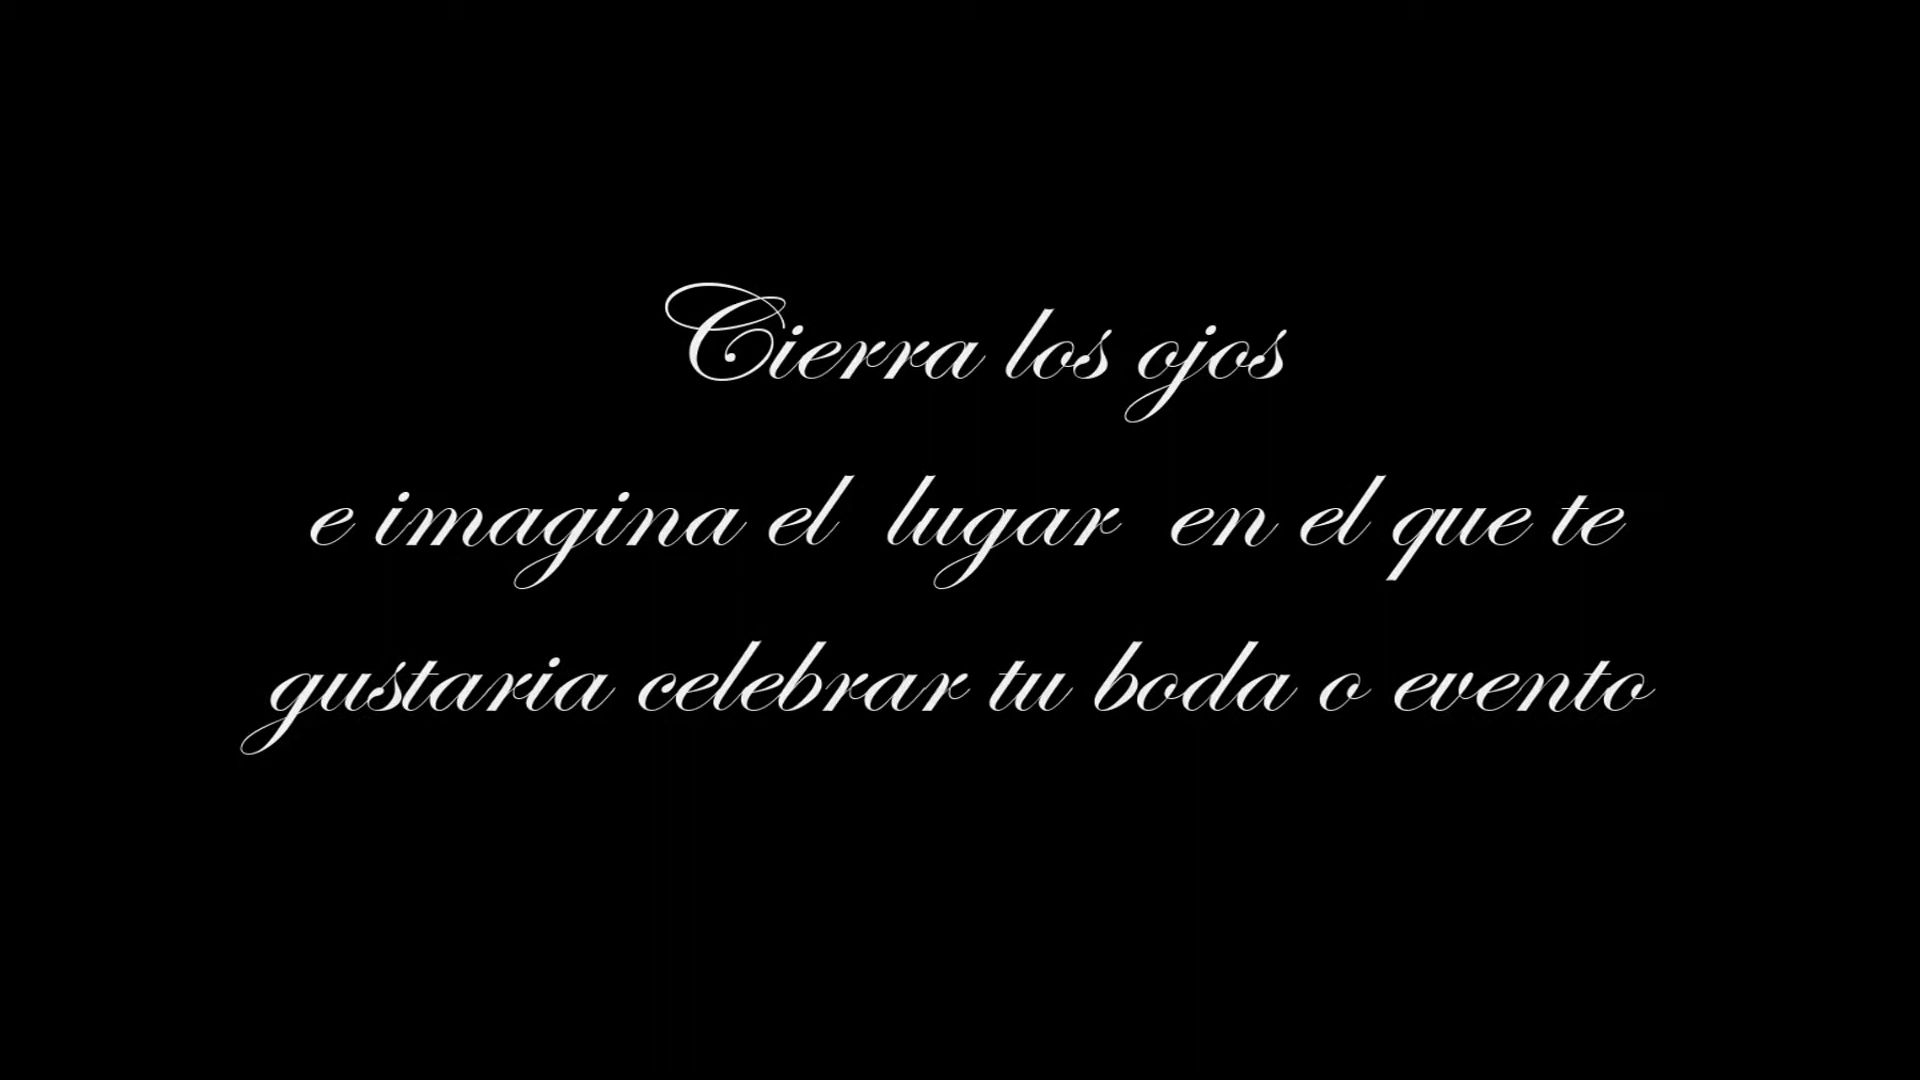 Cierra los ojos
e imagina el lugar en el que te
gustaria celebrar tu boda o evento